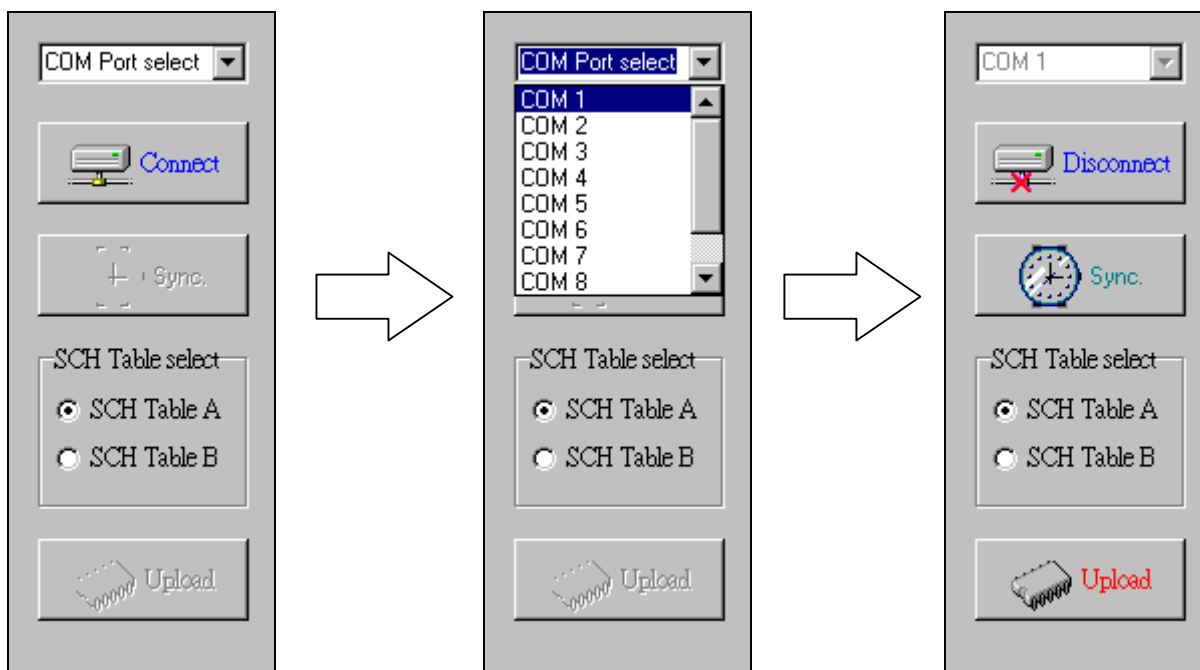 COM Port select
Connect
Sync.
SCH Table select
SCH Table A
SCH Table B
Upload
COM Port select
COM 1
COM 2
COM 3
COM 4
COM 5
COM 6
COM 7
COM 8
SCH Table select
SCH Table A
SCH Table B
Upload
COM 1
Disconnect
Sync.
SCH Table select
SCH Table A
SCH Table B
Upload